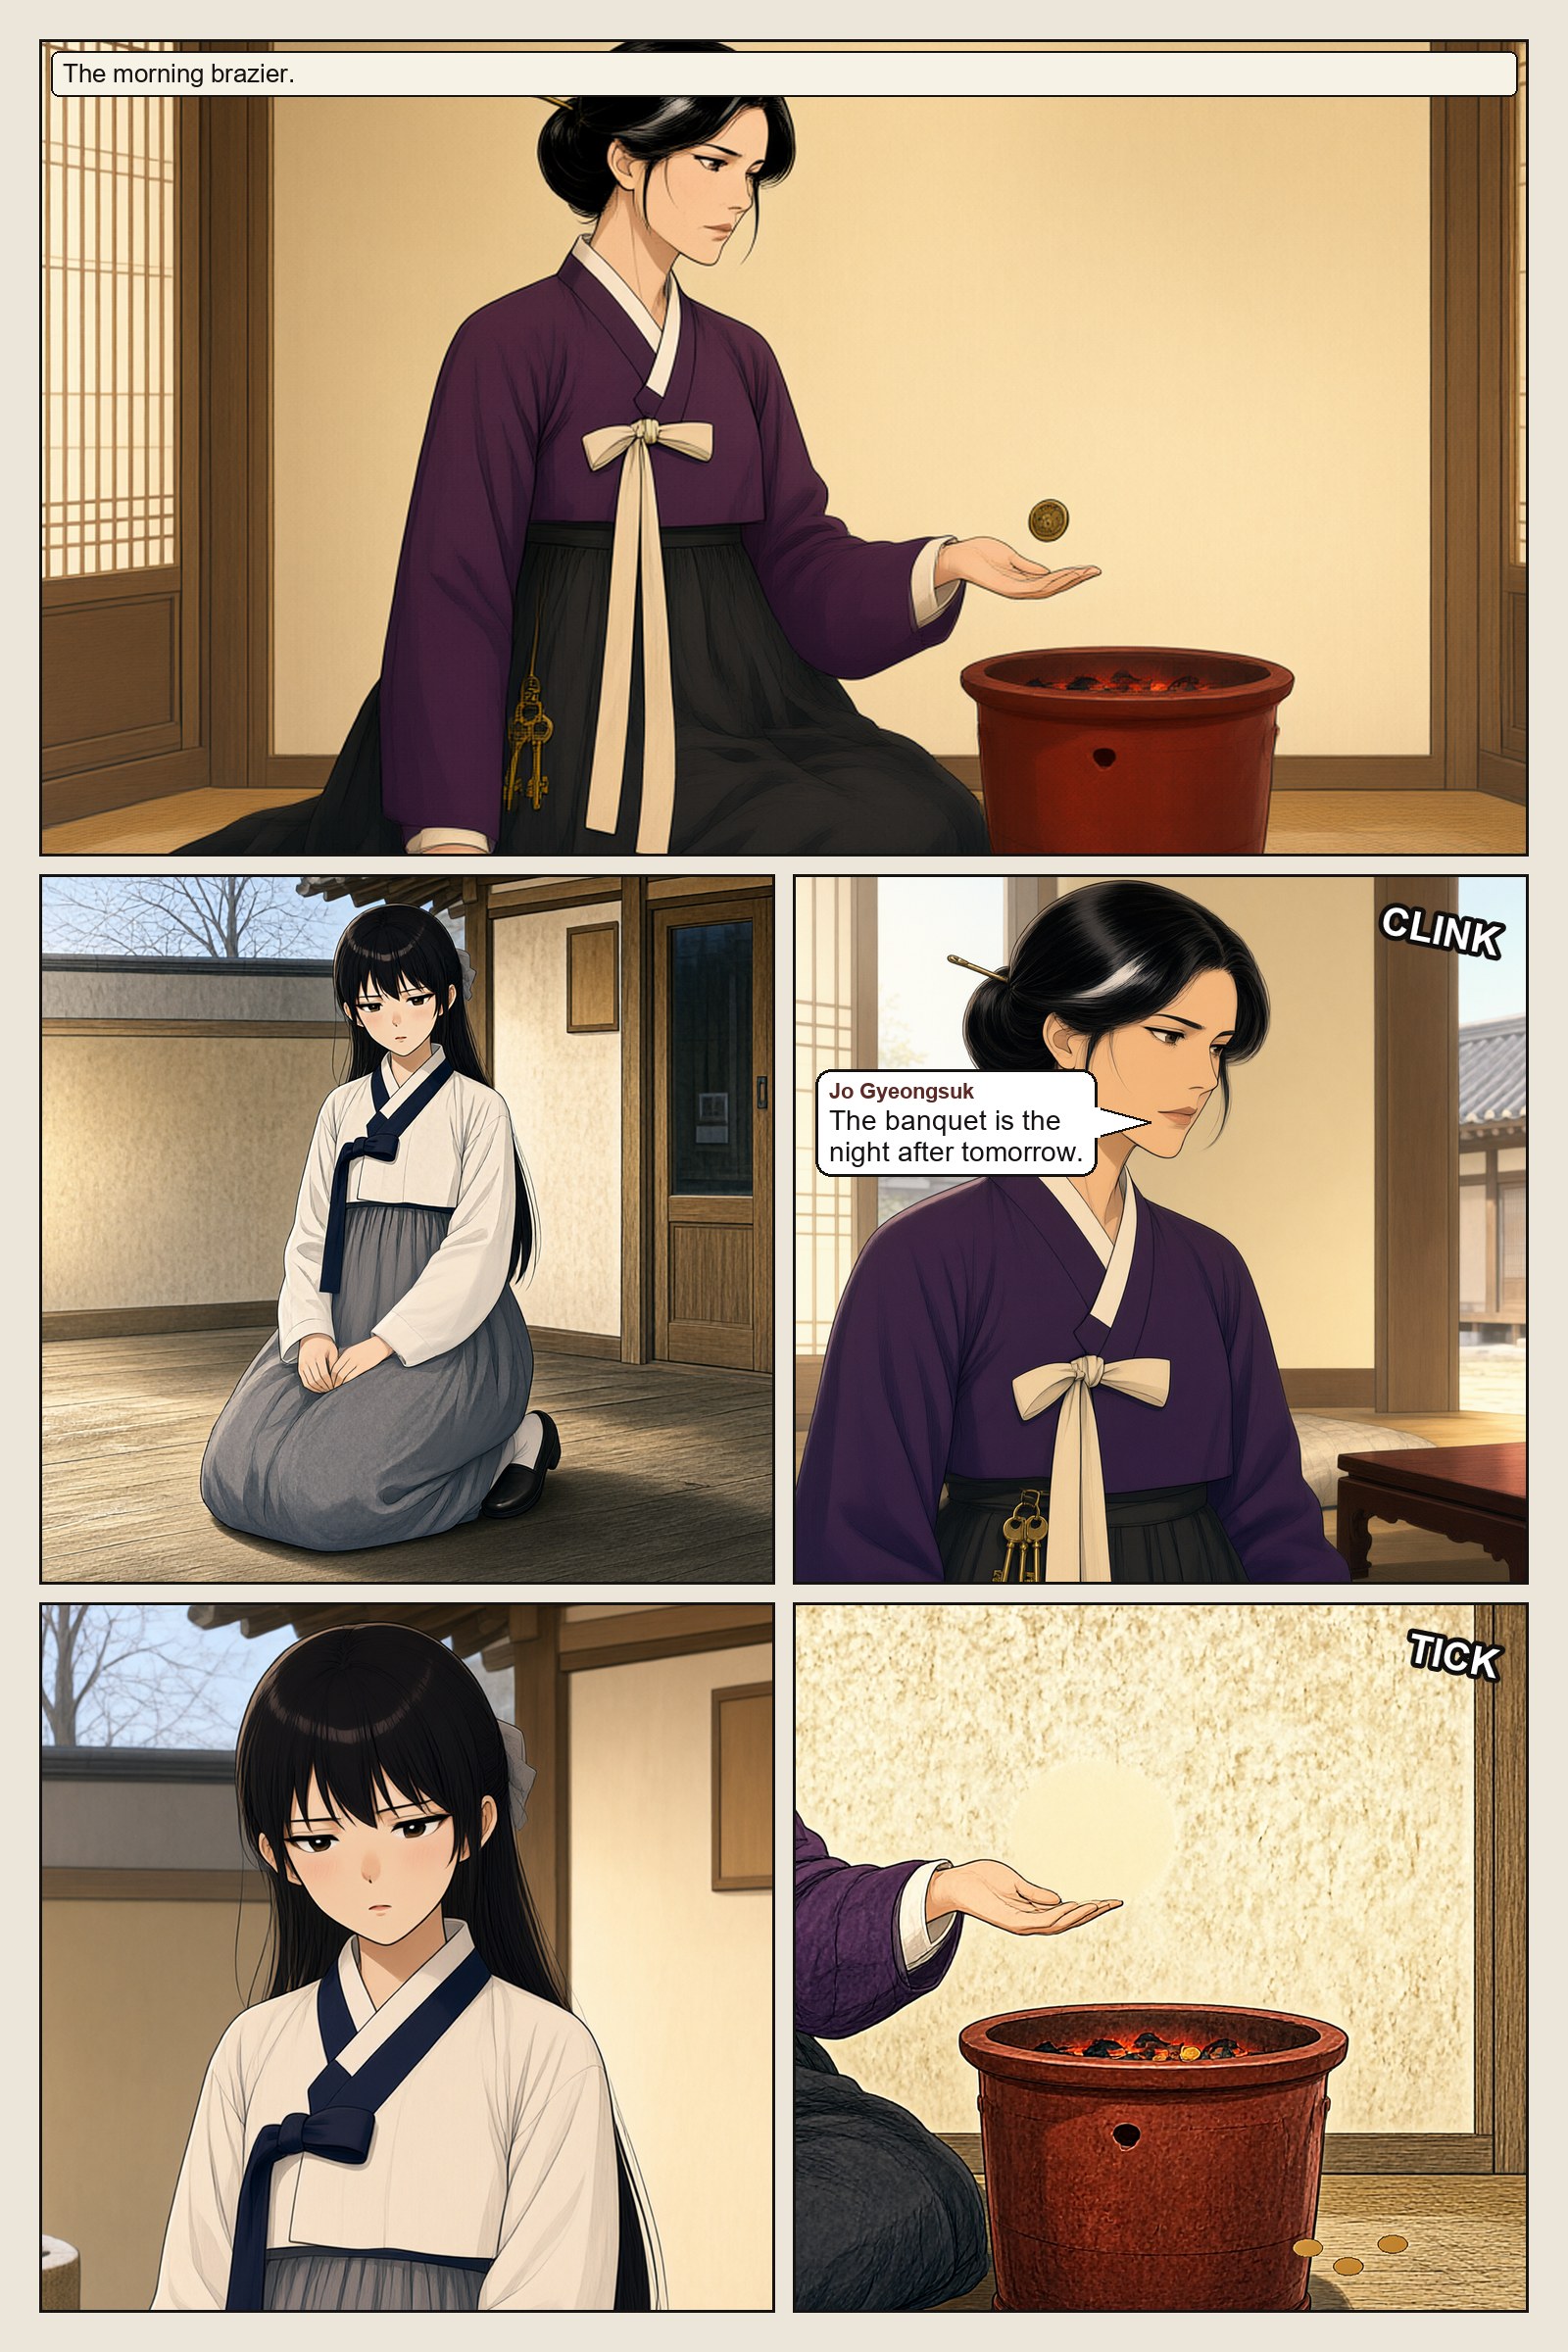 The morning brazier.
CLINK
Jo Gyeongsuk
The banquet is the
night after tomorrow.
TICK